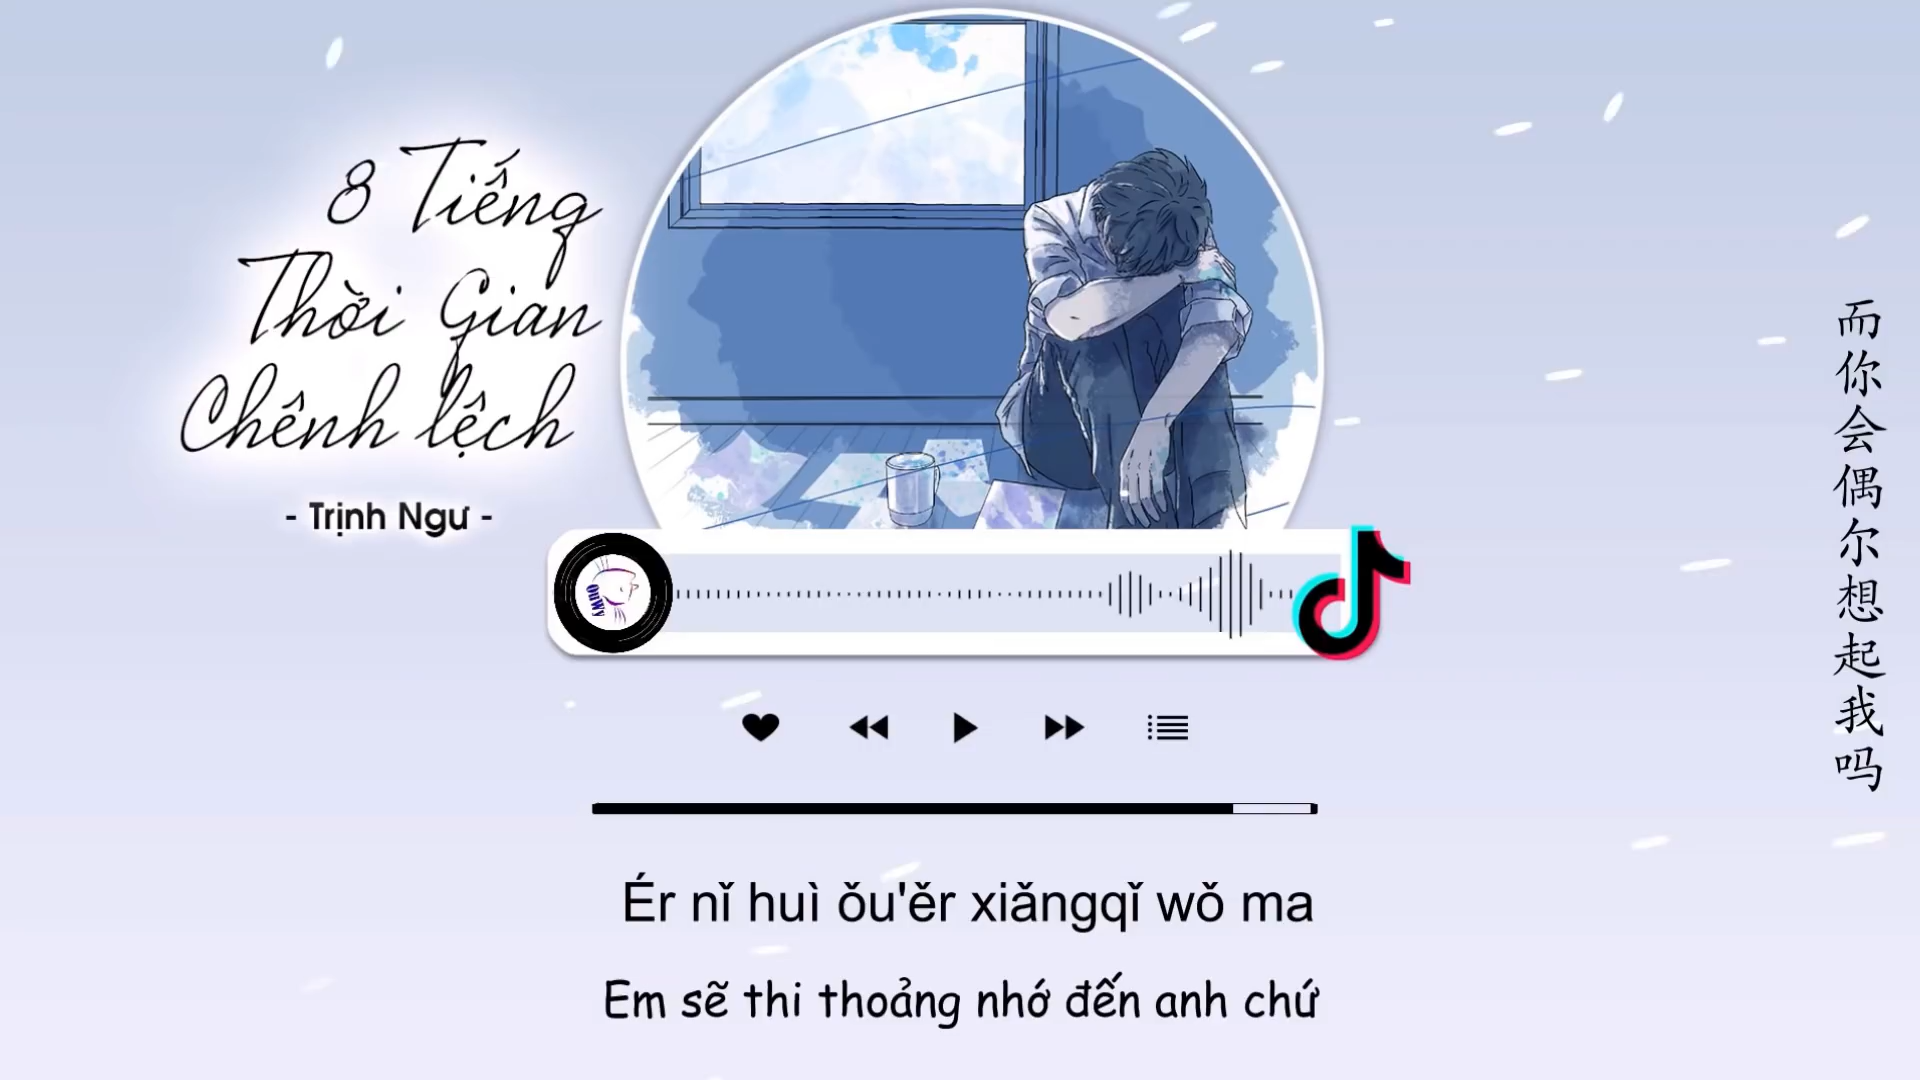 8 Tiếng
Thời Gian
Chênh lệch
- Trịnh Ngư -
ouwy
而你会偶尔想起我吗
Ér nǐ huì ǒu'ěr xiǎngqǐ wǒ ma
Em sẽ thi thoảng nhớ đến anh chứ